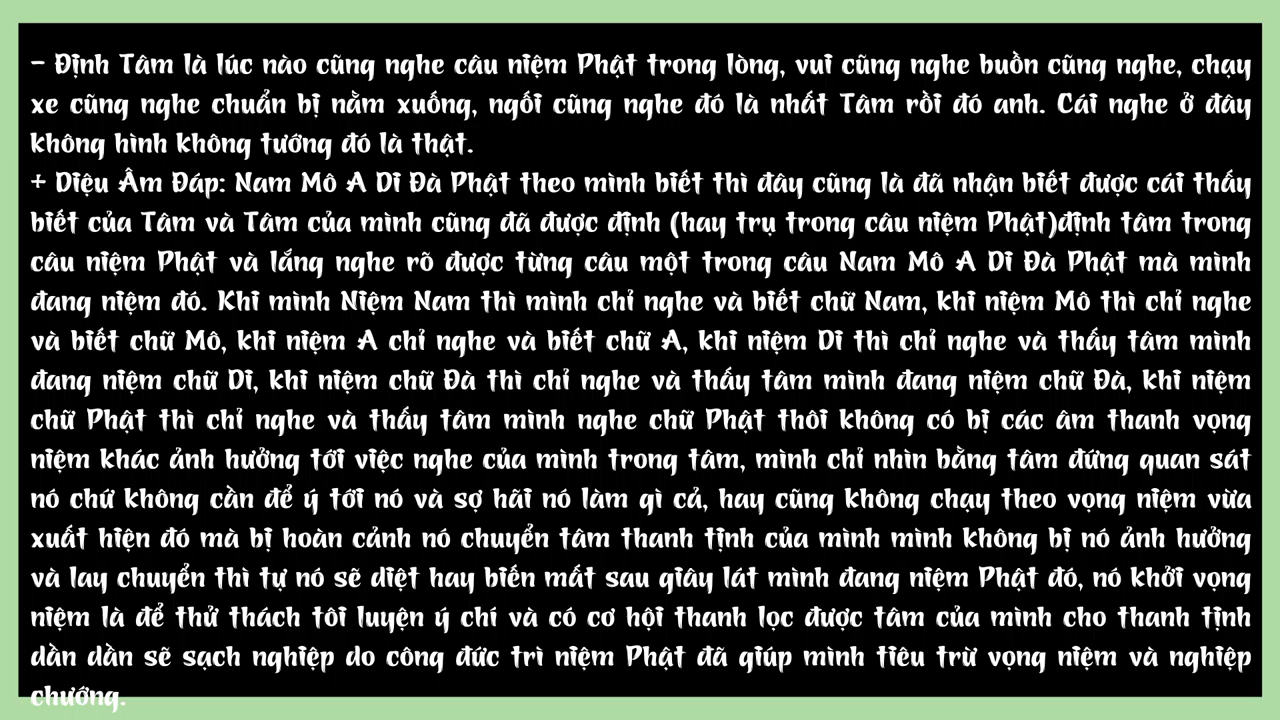 - Định Tâm là lúc nào cũng nghe câu niệm Phật trong lòng, vui cũng nghe buồn cũng nghe, chạy
xe cũng nghe chuẩn bị nằm xuống, ngối cũng nghe đó là nhất Tâm rồi đó anh. Cái nghe ở đây
không hình không tướng đó là thật.
+ Diệu Âm Đáp: Nam Mô A Di Đà Phật theo mình biết thì đây cũng là đã nhận biết được cái thấy
biết của Tâm và Tâm của mình cũng đã được định (hay trụ trong câu niệm Phật)định tâm trong
câu niệm Phật và lắng nghe rõ được từng câu một trong câu Nam Mô A Di Đà Phật mà mình
đang niệm đó. Khi mình Niệm Nam thì mình chỉ nghe và biết chữ Nam, khi niệm Mô thì chỉ nghe
và biết chữ Mô, khi niệm A chỉ nghe và biết chữ A, khi niệm Di thì chỉ nghe và thấy tâm mình
đang niệm chữ Di, khi niệm chữ Đà thì chỉ nghe và thấy tâm mình đang niệm chữ Đà, khi niệm
chữ Phật thì chỉ nghe và thấy tâm mình nghe chữ Phật thôi không có bị các âm thanh vọng
niệm khác ảnh hưởng tới việc nghe của mình trong tâm, mình chỉ nhìn bằng tâm đứng quan sát
nó chứ không cần để ý tới nó và sợ hãi nó làm gì cả, hay cũng không chạy theo vọng niệm vừa
xuất hiện đó mà bị hoàn cảnh nó chuyển tâm thanh tịnh của mình mình không bị nó ảnh hưởng
và lay chuyển thì tự nó sẽ diệt hay biến mất sau giây lát mình đang niệm Phật đó, nó khởi vọng
niệm là để thử thách tôi luyện ý chí và có cơ hội thanh lọc được tâm của mình cho thanh tịnh
dần dần sẽ sạch nghiệp do công đức trì niệm Phật đã giúp mình tiêu trừ vọng niệm và nghiệp
chướng.